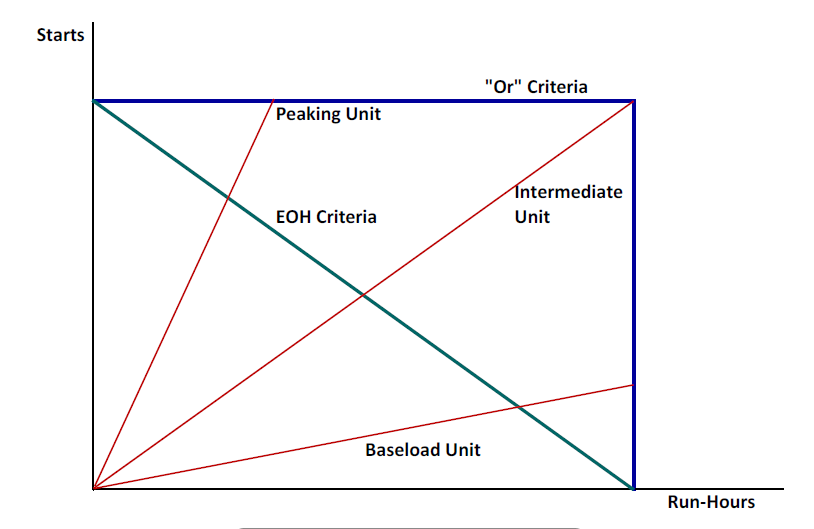 Starts
"Or" Criteria
Peaking Unit
Intermediate
Unit
EOH Criteria
Baseload Unit
Run-Hours